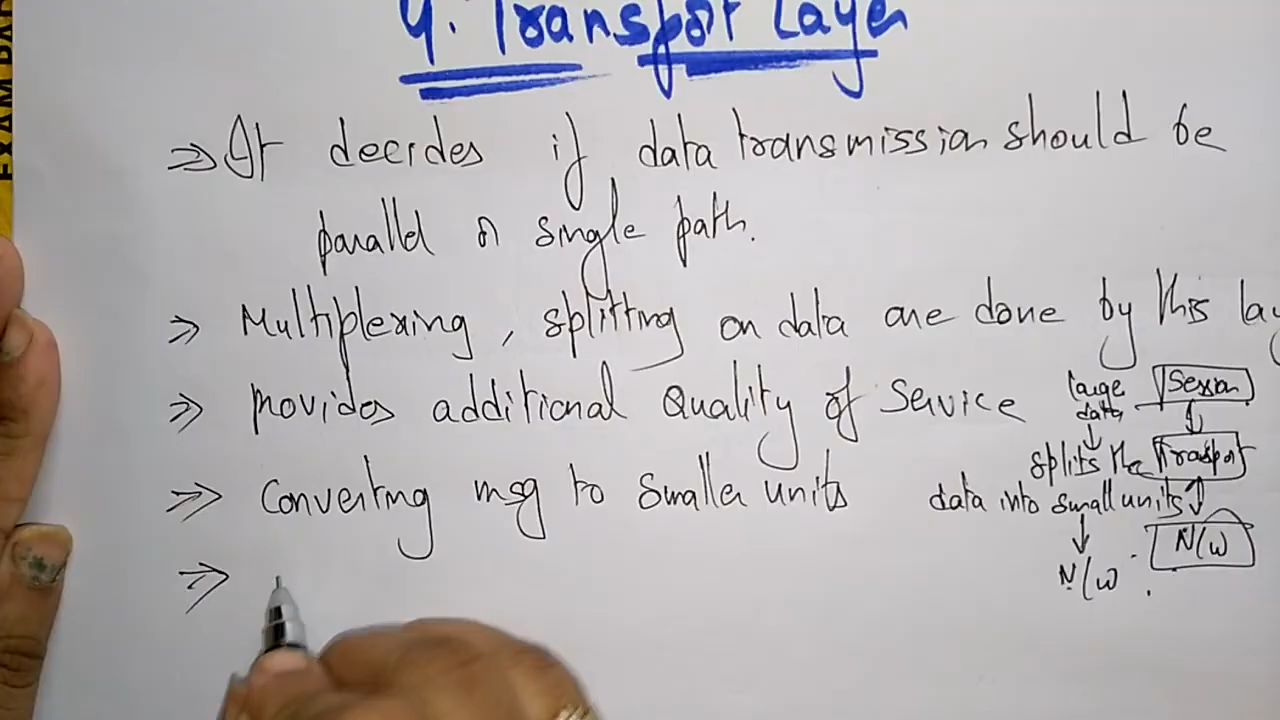 4. Transport Layer
⇒ It decides if data transmission should be
parallel or single path.
⇒ Multiplexing, splitting on data are done by this lay
⇒ provides additional Quality of Service
⇒ Converting msg to smaller units
⇒
large data
↓
splits the
data into small units
↓
N/w.
Session
Transport
N/w
EXAM